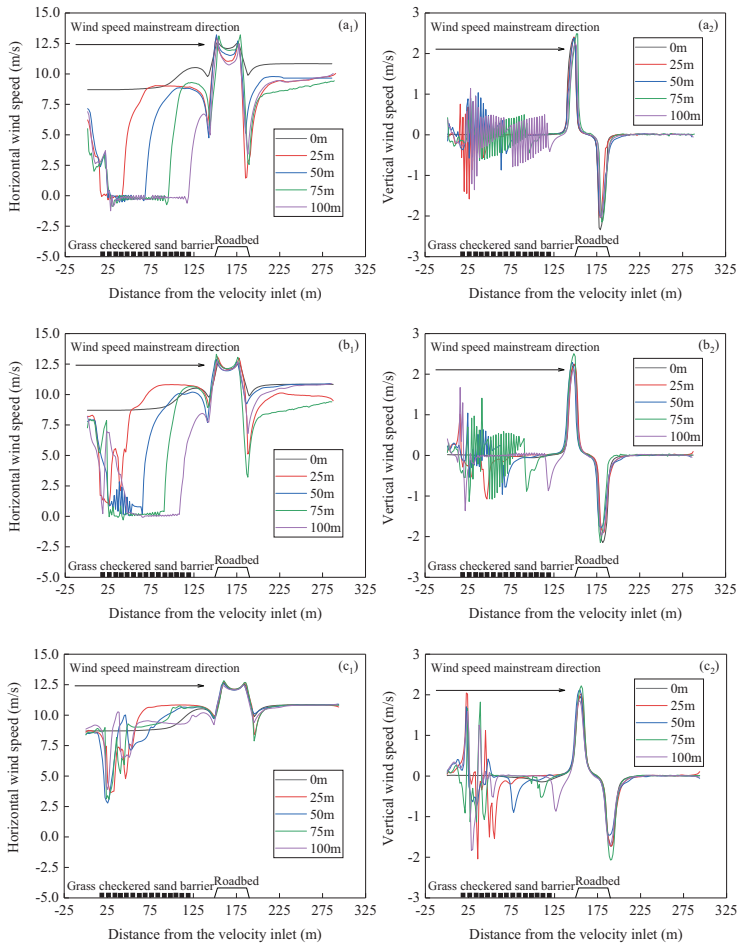 Wind speed mainstream direction
(a1)
Horizontal wind speed (m/s)
15.0
12.5
10.0
7.5
5.0
2.5
0.0
-2.5
-5.0
0m
25m
50m
75m
100m
Grass checkered sand barrier
Roadbed
-25 25 75 125 175 225 275 325
Distance from the velocity inlet (m)
Wind speed mainstream direction
(a2)
Vertical wind speed (m/s)
3
2
1
0
-1
-2
-3
0m
25m
50m
75m
100m
Grass checkered sand barrier
Roadbed
-25 25 75 125 175 225 275 325
Distance from the velocity inlet (m)
Wind speed mainstream direction
(b1)
Horizontal wind speed (m/s)
15.0
12.5
10.0
7.5
5.0
2.5
0.0
-2.5
-5.0
0m
25m
50m
75m
100m
Grass checkered sand barrier
Roadbed
-25 25 75 125 175 225 275 325
Distance from the velocity inlet (m)
Wind speed mainstream direction
(b2)
Vertical wind speed (m/s)
3
2
1
0
-1
-2
-3
0m
25m
50m
75m
100m
Grass checkered sand barrier
Roadbed
-25 25 75 125 175 225 275 325
Distance from the velocity inlet (m)
Wind speed mainstream direction
(c1)
Horizontal wind speed (m/s)
15.0
12.5
10.0
7.5
5.0
2.5
0.0
-2.5
-5.0
0m
25m
50m
75m
100m
Grass checkered sand barrier
Roadbed
-25 25 75 125 175 225 275 325
Distance from the velocity inlet (m)
Wind speed mainstream direction
(c2)
Vertical wind speed (m/s)
3
2
1
0
-1
-2
-3
0m
25m
50m
75m
100m
Grass checkered sand barrier
Roadbed
-25 25 75 125 175 225 275 325
Distance from the velocity inlet (m)